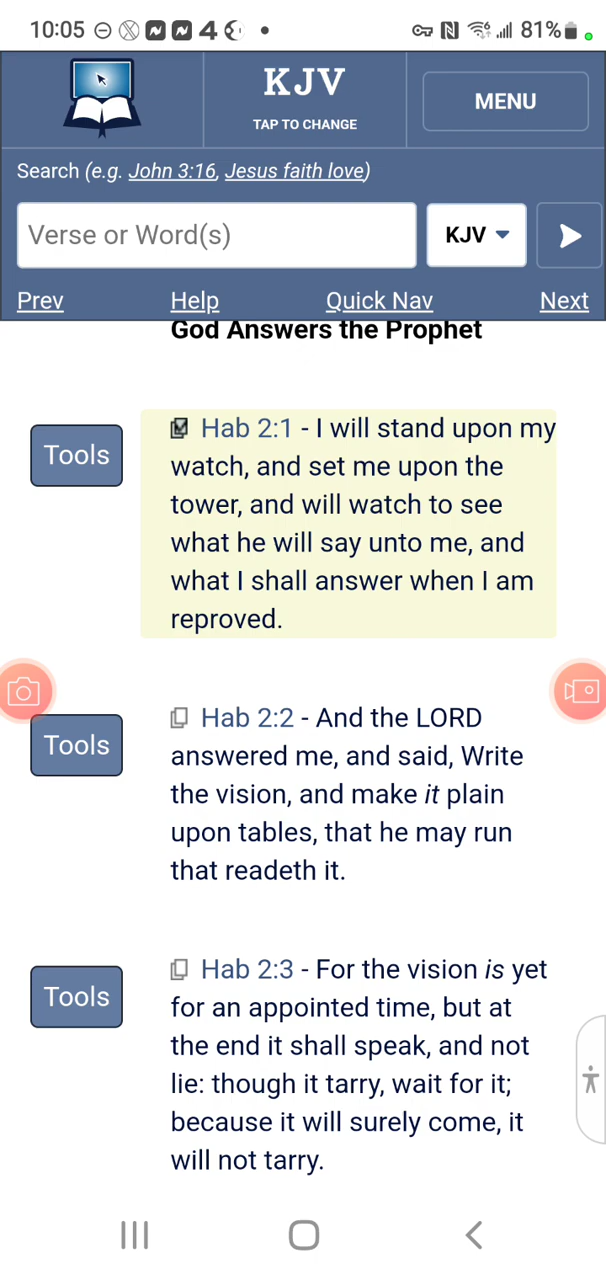 10:05 4 81%
KJV
TAP TO CHANGE
MENU
Search (e.g. John 3:16, Jesus faith love)
Verse or Word(s)
KJV
Prev Help Quick Nav Next
God Answers the Prophet
Tools
Hab 2:1 - I will stand upon my
watch, and set me upon the
tower, and will watch to see
what he will say unto me, and
what I shall answer when I am
reproved.
Tools
Hab 2:2 - And the LORD
answered me, and said, Write
the vision, and make it plain
upon tables, that he may run
that readeth it.
Tools
Hab 2:3 - For the vision is yet
for an appointed time, but at
the end it shall speak, and not
lie: though it tarry, wait for it;
because it will surely come, it
will not tarry.